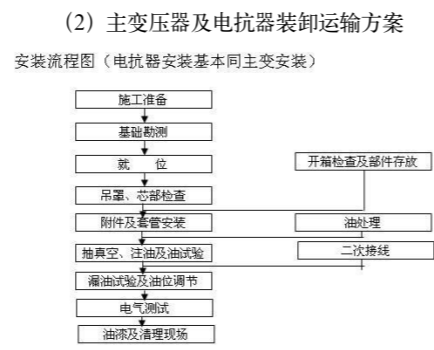 （2）主变压器及电抗器装卸运输方案
安装流程图（电抗器安装基本同主变安装）
施工准备
基础勘测
就 位
开箱检查及部件存放
吊罩、芯部检查
附件及套管安装
油处理
抽真空、注油及油试验
二次接线
漏油试验及油位调节
电气测试
油漆及清理现场